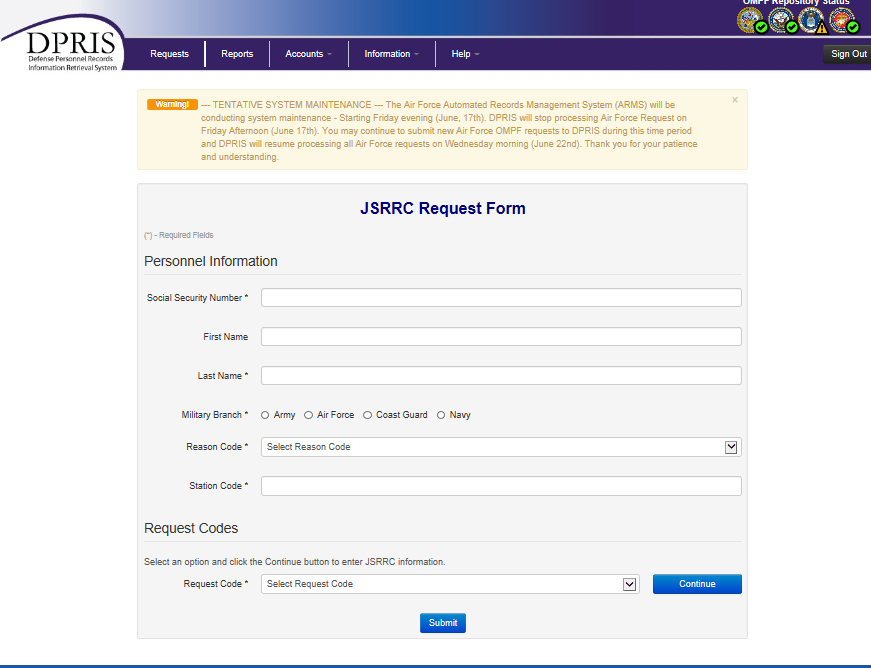 OMPF Repository Status
DPRIS
Defense Personnel Records
Information Retrieval System
Requests
Reports
Accounts
Information
Help
Sign Out
Warning! --- TENTATIVE SYSTEM MAINTENANCE --- The Air Force Automated Records Management System (ARMS) will be
conducting system maintenance - Starting Friday evening (June, 17th). DPRIS will stop processing Air Force Request on
Friday Afternoon (June 17th). You may continue to submit new Air Force OMPF requests to DPRIS during this time period
and DPRIS will resume processing all Air Force requests on Wednesday morning (June 22nd). Thank you for your patience
and understanding.
×
JSRRC Request Form
(*) - Required Fields
Personnel Information
Social Security Number *
First Name
Last Name *
Military Branch * Army Air Force Coast Guard Navy
Reason Code * Select Reason Code
Station Code *
Request Codes
Select an option and click the Continue button to enter JSRRC information.
Request Code * Select Request Code Continue
Submit